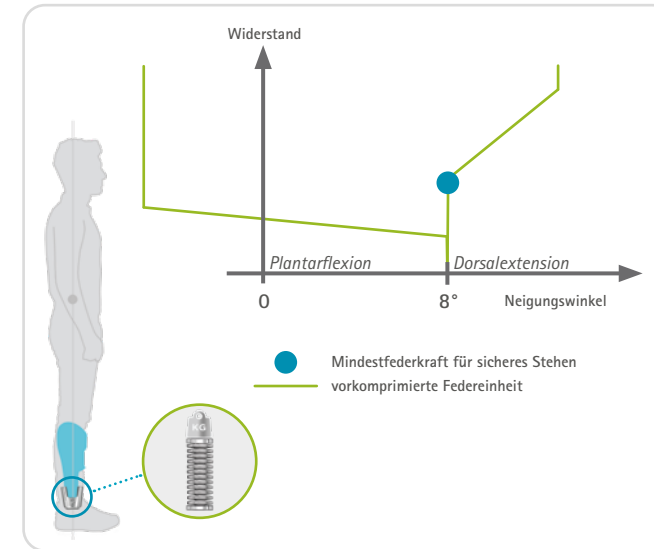 Widerstand
Plantarflexion
Dorsalextension
0
8°
Neigungswinkel
Mindestfederkraft für sicheres Stehen
vorkomprimierte Federeinheit
KG